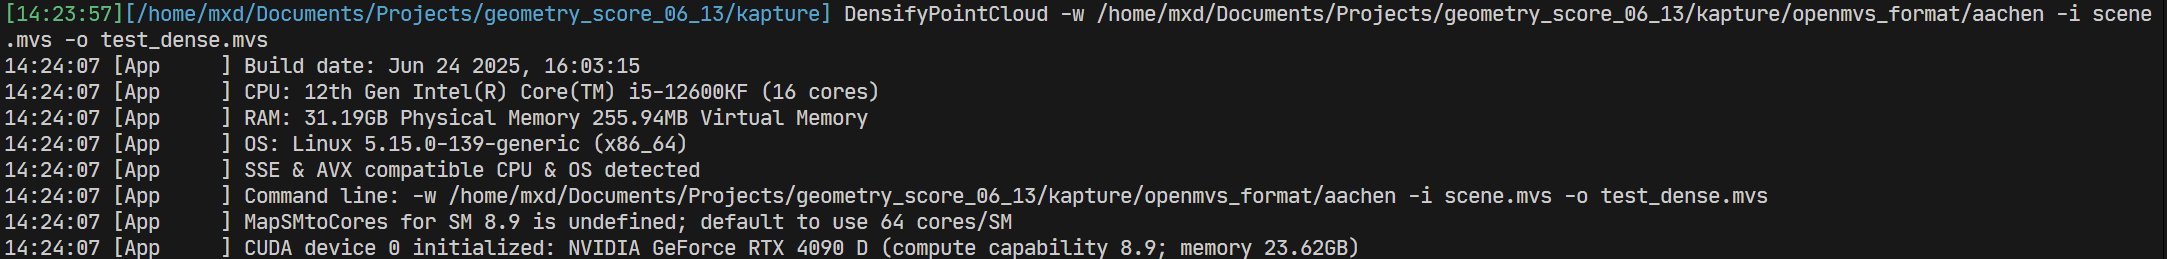 [14:23:57][/home/mxd/Documents/Projects/geometry_score_06_13/kapture] DensifyPointCloud -w /home/mxd/Documents/Projects/geometry_score_06_13/kapture/openmvs_format/aachen -i scene
.mvs -o test_dense.mvs
14:24:07 [App     ] Build date: Jun 24 2025, 16:03:15
14:24:07 [App     ] CPU: 12th Gen Intel(R) Core(TM) i5-12600KF (16 cores)
14:24:07 [App     ] RAM: 31.19GB Physical Memory 255.94MB Virtual Memory
14:24:07 [App     ] OS: Linux 5.15.0-139-generic (x86_64)
14:24:07 [App     ] SSE & AVX compatible CPU & OS detected
14:24:07 [App     ] Command line: -w /home/mxd/Documents/Projects/geometry_score_06_13/kapture/openmvs_format/aachen -i scene.mvs -o test_dense.mvs
14:24:07 [App     ] MapSMtoCores for SM 8.9 is undefined; default to use 64 cores/SM
14:24:07 [App     ] CUDA device 0 initialized: NVIDIA GeForce RTX 4090 D (compute capability 8.9; memory 23.62GB)